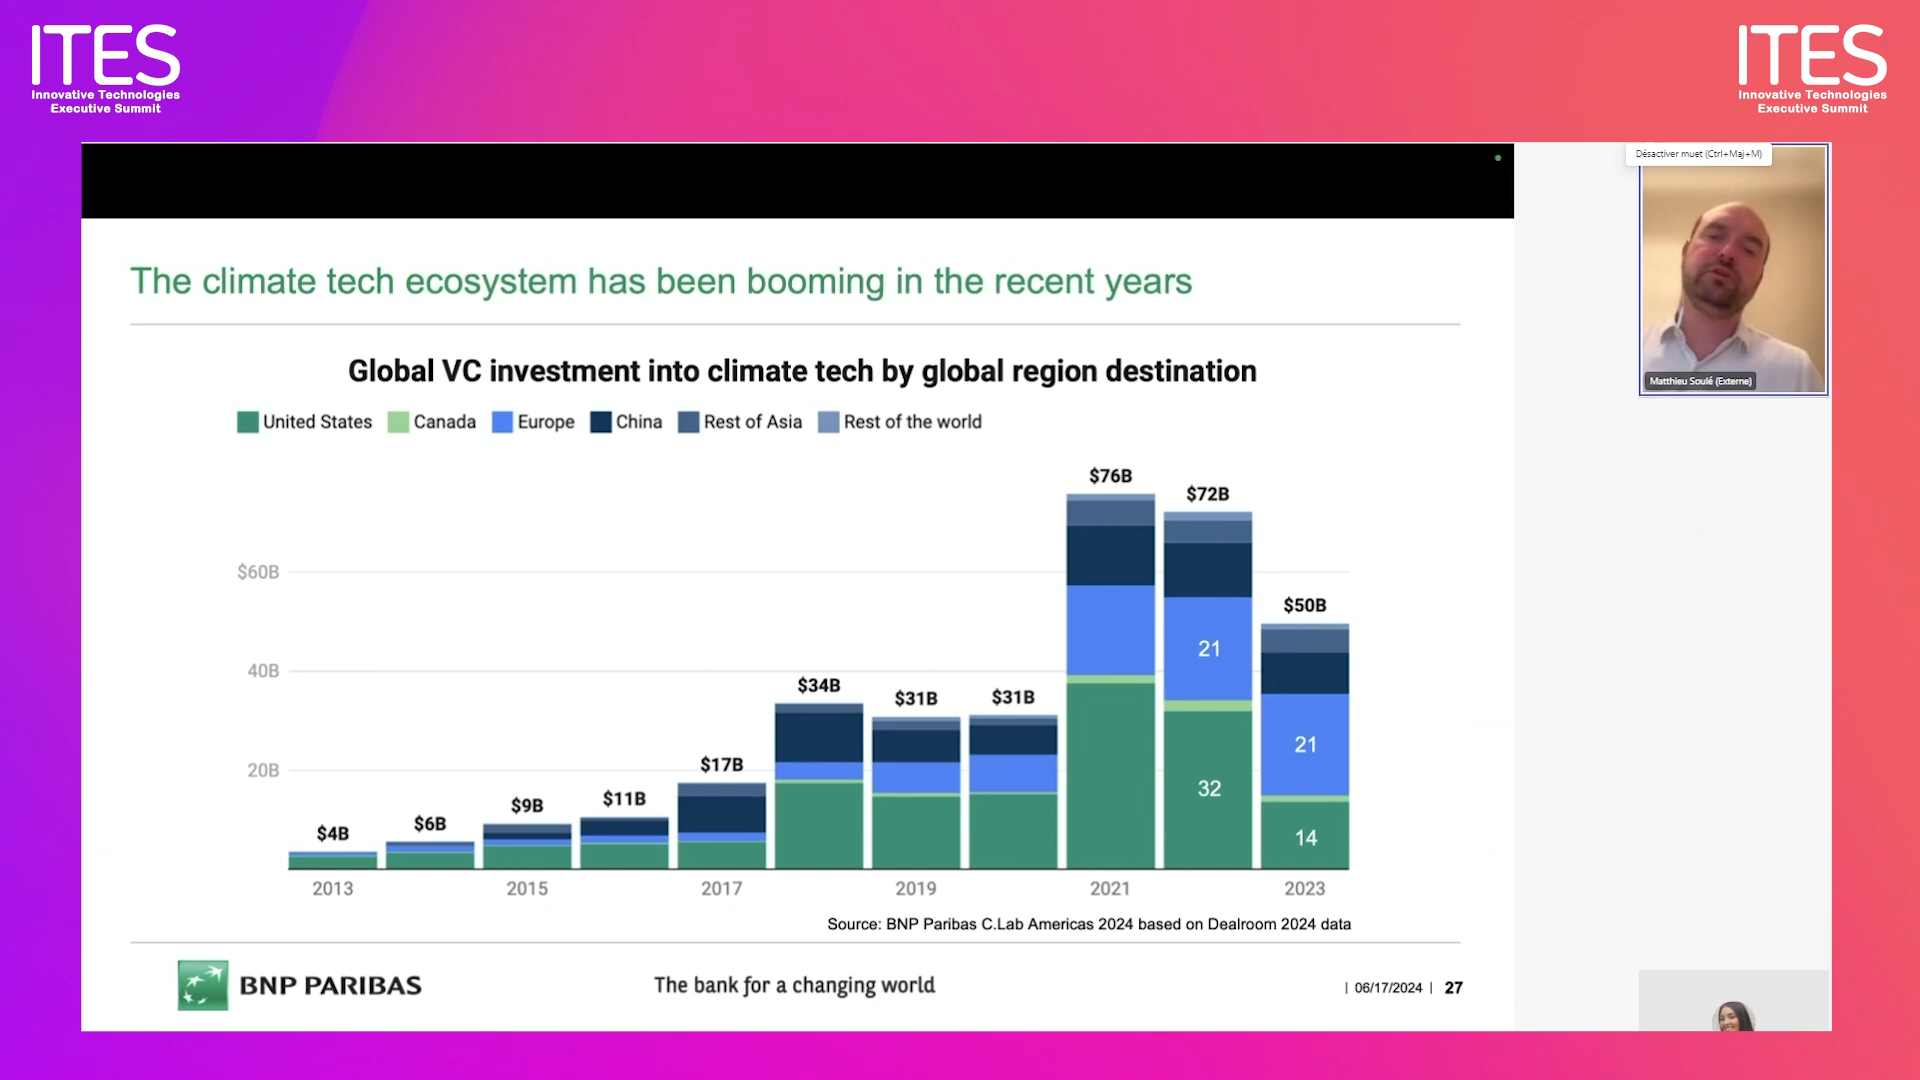 ITES
Innovative Technologies
Executive Summit
ITES
Innovative Technologies
Executive Summit
Désactiver muet (Ctrl+Maj+M)
Matthieu Soulé (Externe)
The climate tech ecosystem has been booming in the recent years
Global VC investment into climate tech by global region destination
United States Canada Europe China Rest of Asia Rest of the world
$76B
$72B
$60B
$50B
21
40B
$34B
$31B
$31B
21
20B
$17B
32
$11B
$9B
$6B
$4B
14
2013 2015 2017 2019 2021 2023
Source: BNP Paribas C.Lab Americas 2024 based on Dealroom 2024 data
BNP PARIBAS
The bank for a changing world
| 06/17/2024 | 27